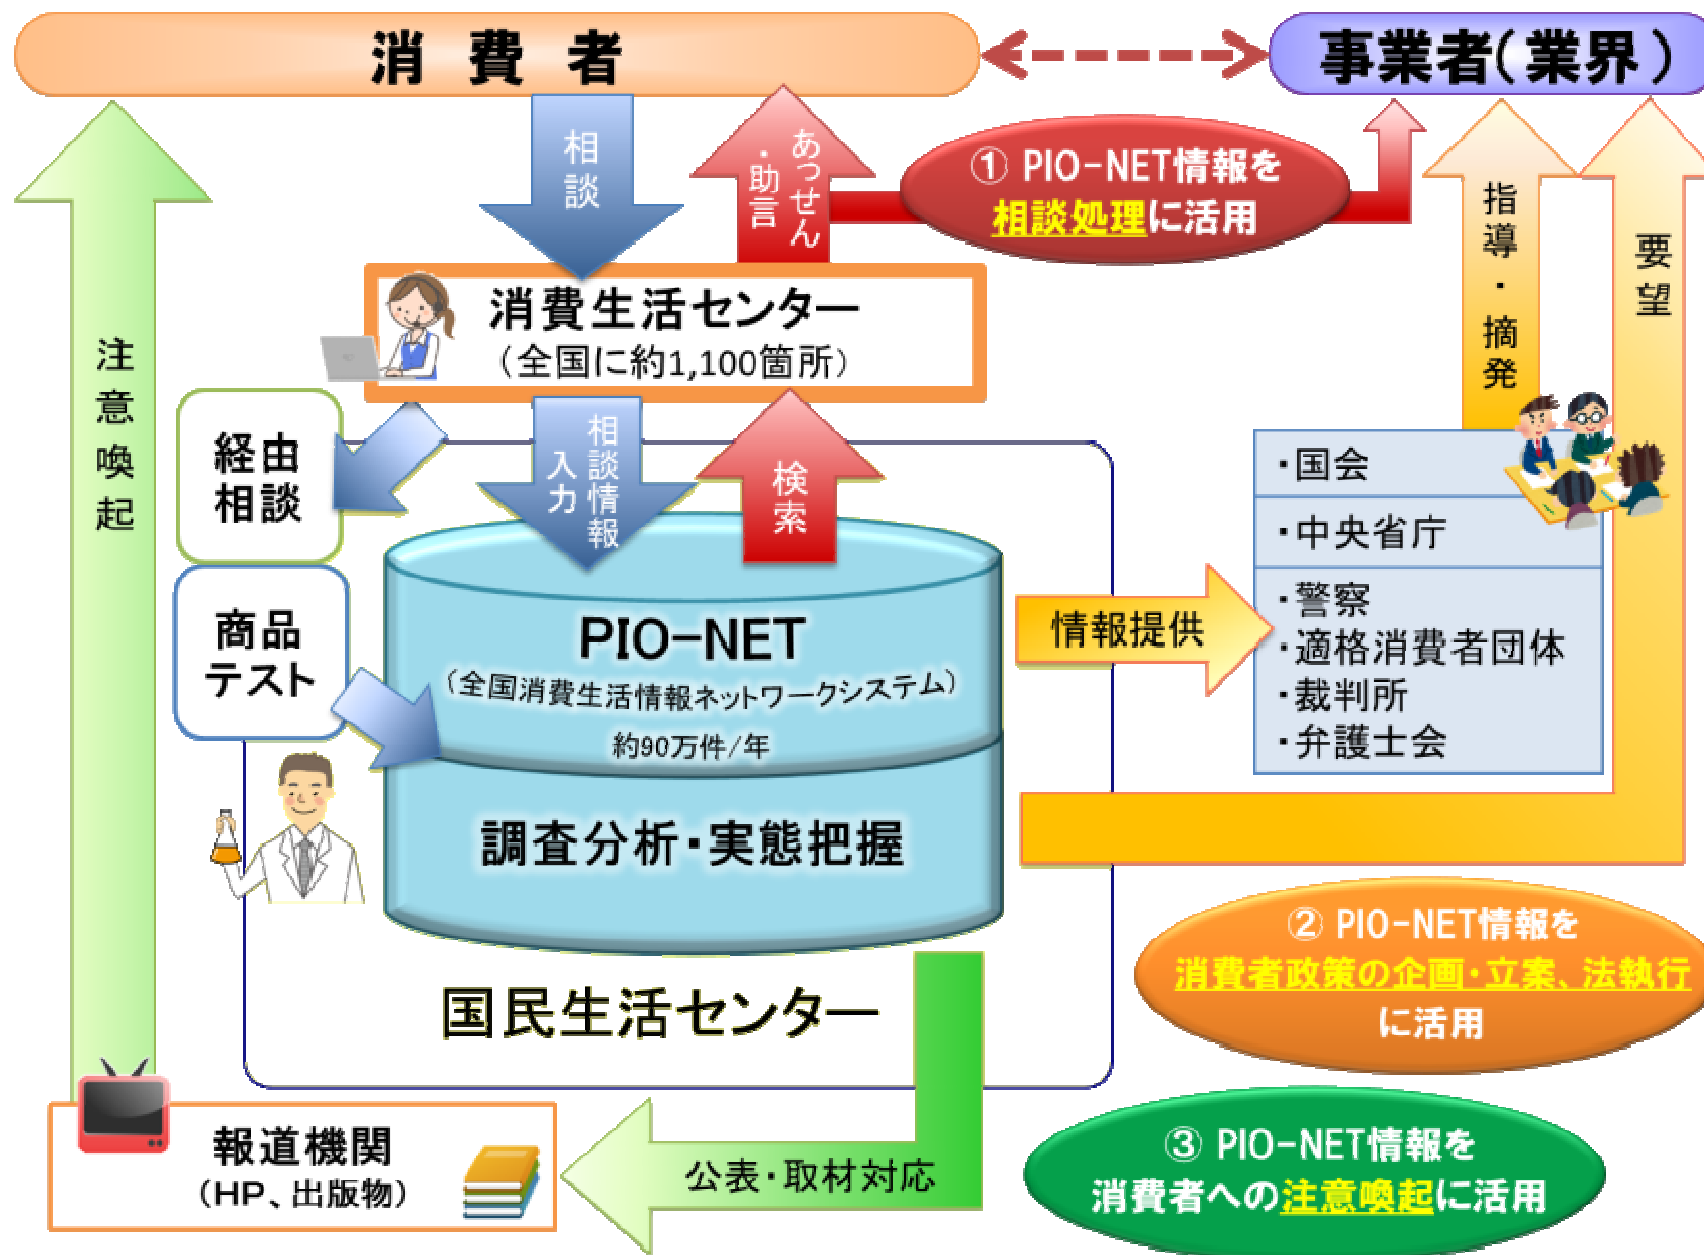 消費者
事業者(業界)
相談
あっせん
・助言
① PIO-NET情報を
相談処理に活用
指導・摘発
要望
注意喚起
消費生活センター
(全国に約1,100箇所)
経由
相談
相談情報
入力
検索
・国会
・中央省庁
・警察
・適格消費者団体
・裁判所
・弁護士会
商品
テスト
PIO-NET
(全国消費生活情報ネットワークシステム)
約90万件/年
情報提供
調査分析・実態把握
② PIO-NET情報を
消費者政策の企画・立案、法執行
に活用
国民生活センター
報道機関
(HP、出版物)
公表・取材対応
③ PIO-NET情報を
消費者への注意喚起に活用